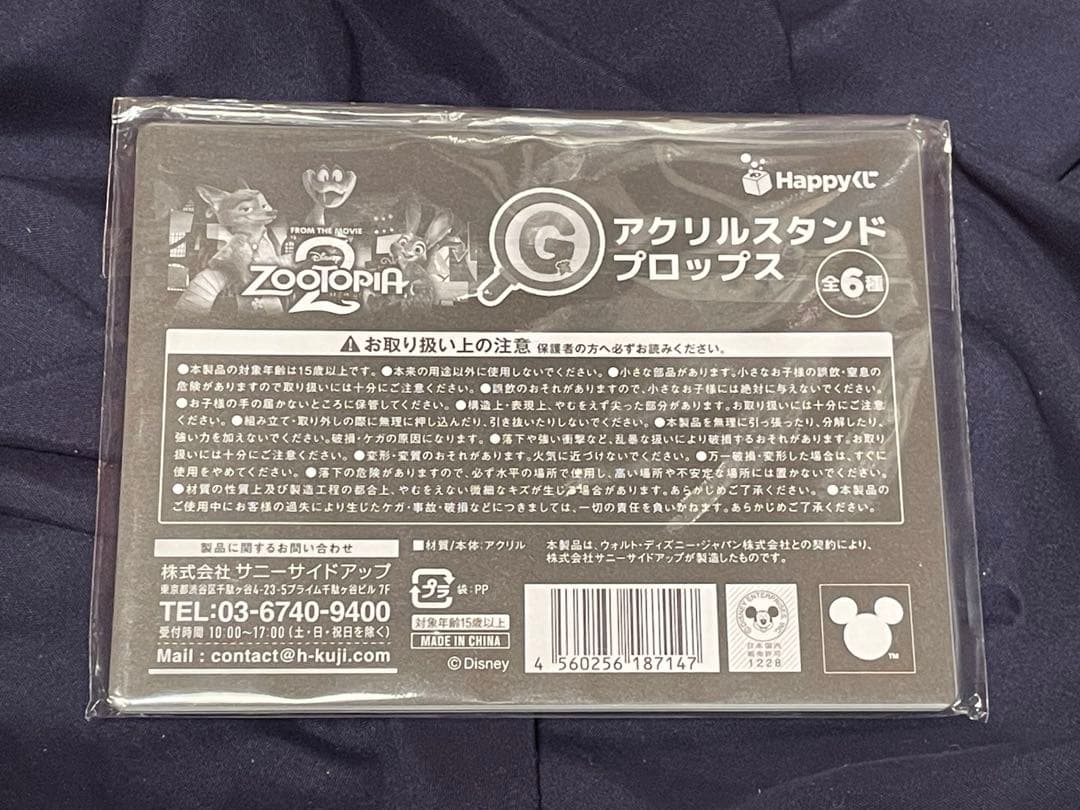 Happyくじ
FROM THE MOVIE
Disney
ZOOTOPIA
2
G
アクリルスタンド
プロップス
全6種
⚠お取り扱い上の注意 保護者の方へ必ずお読みください。
●本製品の対象年齢は15歳以上です。●本来の用途以外に使用しないでください。●小さな部品があります。小さなお子様の誤飲・窒息の
危険がありますので取り扱いには十分にご注意ください。●誤飲のおそれがありますので、小さなお子様には絶対に与えないでください。
●お子様の手の届かないところに保管してください。●構造上・表現上、やむをえず尖った部分があります。お取り扱いには十分にご注意
ください。●組み立て・取り外しの際に無理に押し込んだり、引き抜いたりしないでください。●本製品を無理に引っ張ったり、分解したり、
強い力を加えないでください。破損・ケガの原因になります。●落下や強い衝撃など、乱暴な扱いにより破損するおそれがあります。お取り
扱いには十分にご注意ください。●変形・変質のおそれがあります。火気に近づけないでください。●万一破損・変形した場合は、すぐに
使用をやめてください。●落下の危険がありますので、必ず水平の場所で使用し、高い場所や不安定な場所には置かないでください。
●材質の性質上及び製造工程の都合上、やむをえない微細なキズが生じる場合があります。あらかじめご了承ください。●本製品の
ご使用中にお客様の過失により生じたケガ・事故・破損などにつきましては、一切の責任を負いかねます。あらかじめご了承ください。
製品に関するお問い合わせ
株式会社 サニーサイドアップ
東京都渋谷区千駄ヶ谷4-23-5プライム千駄ヶ谷ビル 7F
TEL:03-6740-9400
受付時間 10:00〜17:00(土・日・祝日を除く)
Mail : contact@h-kuji.com
■材質/本体:アクリル
プラ 袋:PP
対象年齢15歳以上
MADE IN CHINA
©Disney
本製品は、ウォルト・ディズニー・ジャパン株式会社との契約により、
株式会社サニーサイドアップが製造したものです。
4 560256 187147
©DISNEY ENTERPRISES INC.
日本国内
販売許可
1228
TM